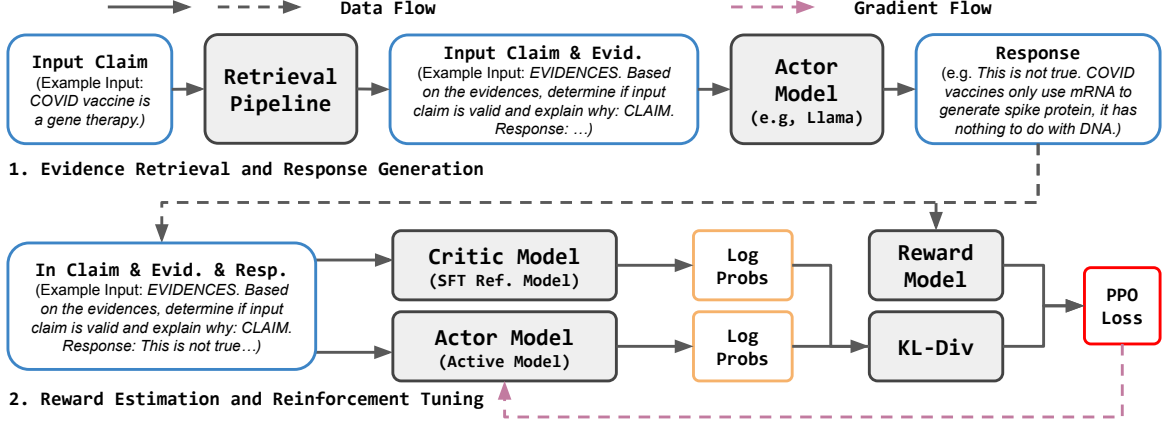 Data Flow
Gradient Flow
Input Claim
(Example Input:
COVID vaccine is
a gene therapy.)
Retrieval
Pipeline
Input Claim & Evid.
(Example Input: EVIDENCES. Based
on the evidences, determine if input
claim is valid and explain why: CLAIM.
Response: …)
Actor
Model
(e.g, Llama)
Response
(e.g. This is not true. COVID
vaccines only use mRNA to
generate spike protein, it has
nothing to do with DNA.)
1. Evidence Retrieval and Response Generation
In Claim & Evid. & Resp.
(Example Input: EVIDENCES. Based
on the evidences, determine if input
claim is valid and explain why: CLAIM.
Response: This is not true…)
Critic Model
(SFT Ref. Model)
Log
Probs
Reward
Model
Actor Model
(Active Model)
Log
Probs
KL-Div
PPO
Loss
2. Reward Estimation and Reinforcement Tuning